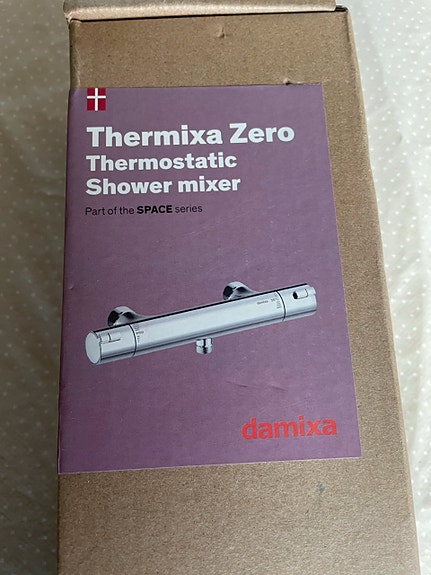 Thermixa Zero
Thermostatic
Shower mixer
Part of the SPACE series
damixa